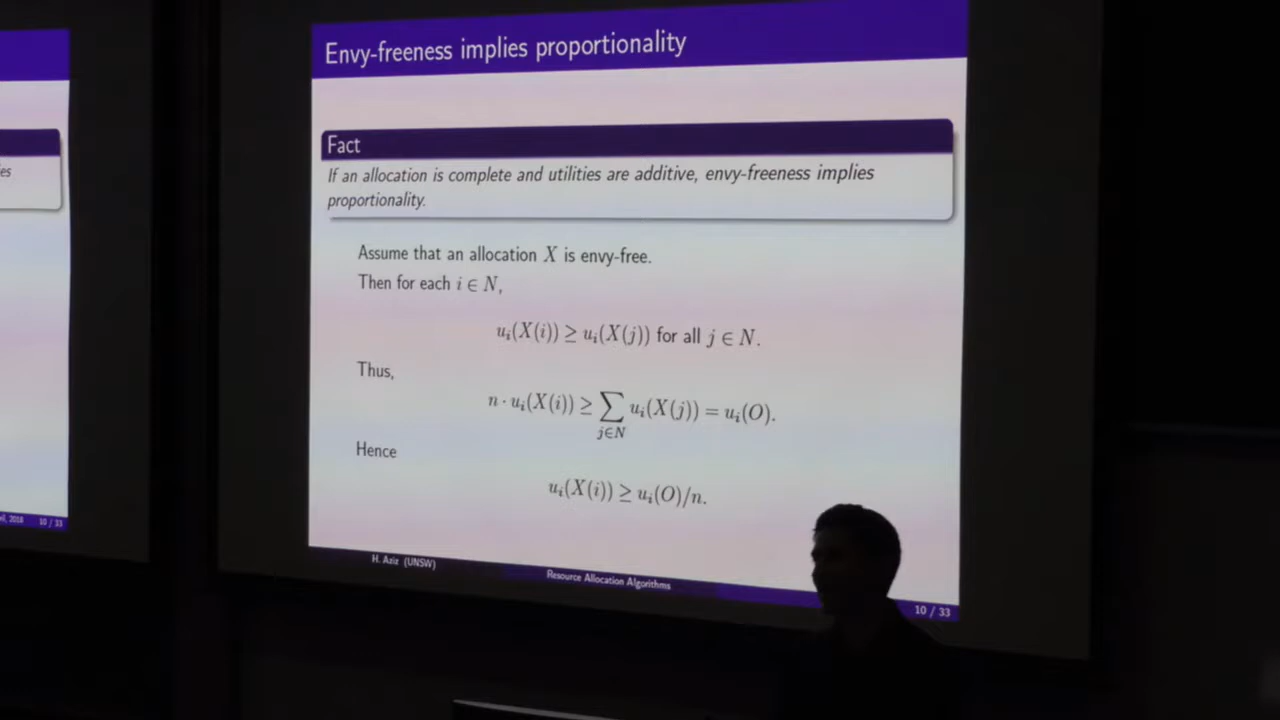 Envy-freeness implies proportionality
Fact
If an allocation is complete and utilities are additive, envy-freeness implies
proportionality.
Assume that an allocation X is envy-free.
Then for each i ∈ N,
uᵢ(X(i)) ≥ uᵢ(X(j)) for all j ∈ N.
Thus,
n · uᵢ(X(i)) ≥ ∑ uᵢ(X(j)) = uᵢ(O).
j∈N
Hence
uᵢ(X(i)) ≥ uᵢ(O)/n.
H. Aziz (UNSW)
Resource Allocation Algorithms
10 / 33
2018 10 / 33